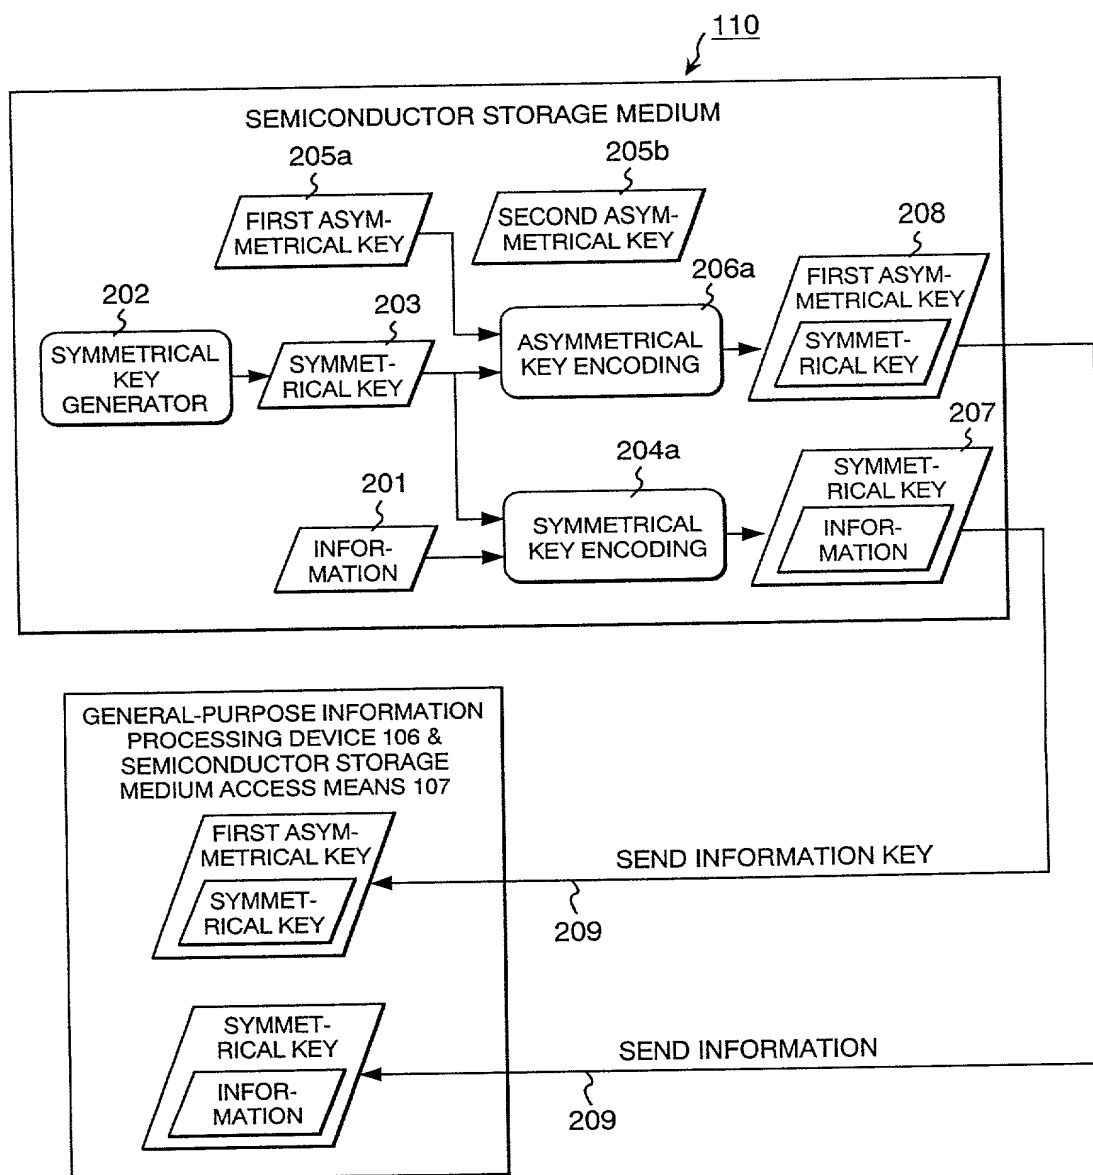 110
SEMICONDUCTOR STORAGE MEDIUM
205a
205b
FIRST ASYM-
METRICAL KEY
SECOND ASYM-
METRICAL KEY
208
202
203
206a
FIRST ASYM-
METRICAL KEY
SYMMETRICAL
KEY
GENERATOR
SYMMET-
RICAL KEY
ASYMMETRICAL
KEY ENCODING
SYMMET-
RICAL KEY
207
201
204a
SYMMET-
RICAL KEY
INFOR-
MATION
SYMMETRICAL
KEY ENCODING
INFOR-
MATION
GENERAL-PURPOSE INFORMATION
PROCESSING DEVICE 106 &
SEMICONDUCTOR STORAGE
MEDIUM ACCESS MEANS 107
FIRST ASYM-
METRICAL KEY
SYMMET-
RICAL KEY
SEND INFORMATION KEY
209
SYMMET-
RICAL KEY
INFOR-
MATION
SEND INFORMATION
209